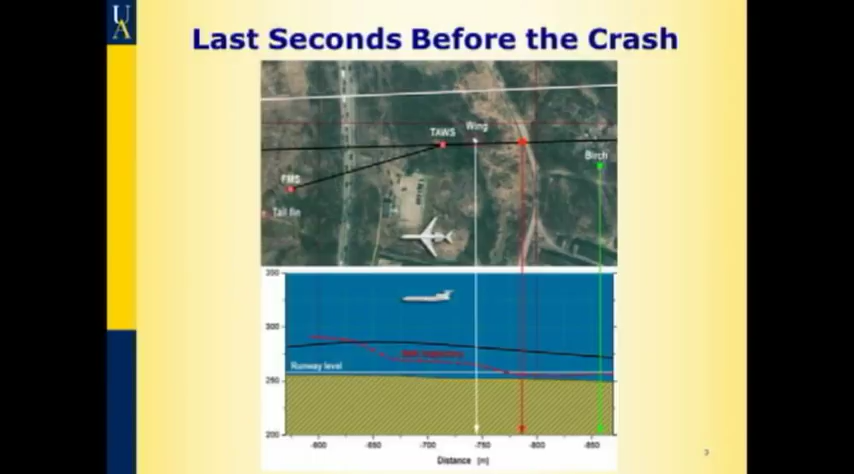 UA
Last Seconds Before the Crash
TAWS
Wing
Birch
FMS
Tail fin
350
300
Runway level
250
200
-600
-650
-700
-750
-800
-850
Distance [m]
3